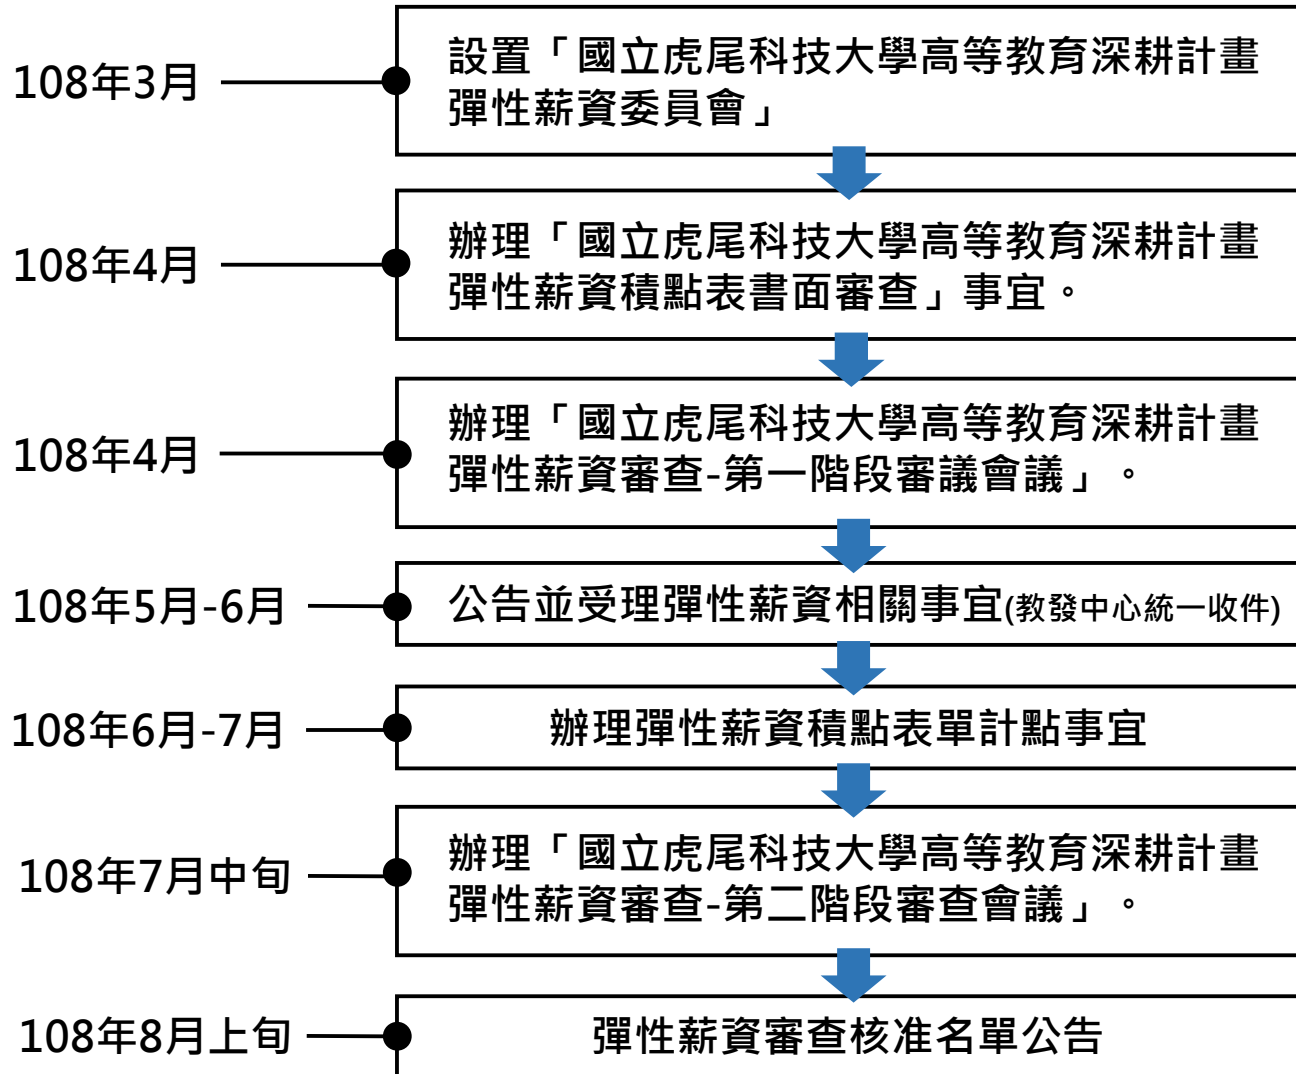 108年3月
設置「國立虎尾科技大學高等教育深耕計畫
彈性薪資委員會」
108年4月
辦理「國立虎尾科技大學高等教育深耕計畫
彈性薪資積點表書面審查」事宜。
108年4月
辦理「國立虎尾科技大學高等教育深耕計畫
彈性薪資審查-第一階段審議會議」。
108年5月-6月
公告並受理彈性薪資相關事宜(教發中心統一收件)
108年6月-7月
辦理彈性薪資積點表單計點事宜
108年7月中旬
辦理「國立虎尾科技大學高等教育深耕計畫
彈性薪資審查-第二階段審查會議」。
108年8月上旬
彈性薪資審查核准名單公告